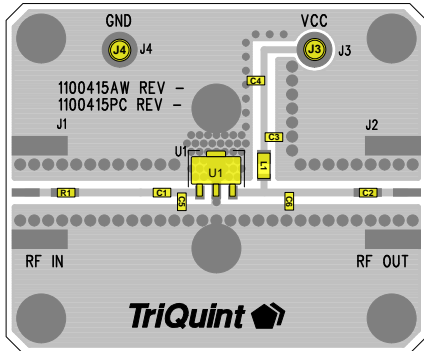 GND
VCC
J4
J4
J3
J3
1100415AW REV -
1100415PC REV -
C4
J1
J2
C3
U1
L1
U1
R1
C1
C5
C6
C2
RF IN
RF OUT
TriQuint